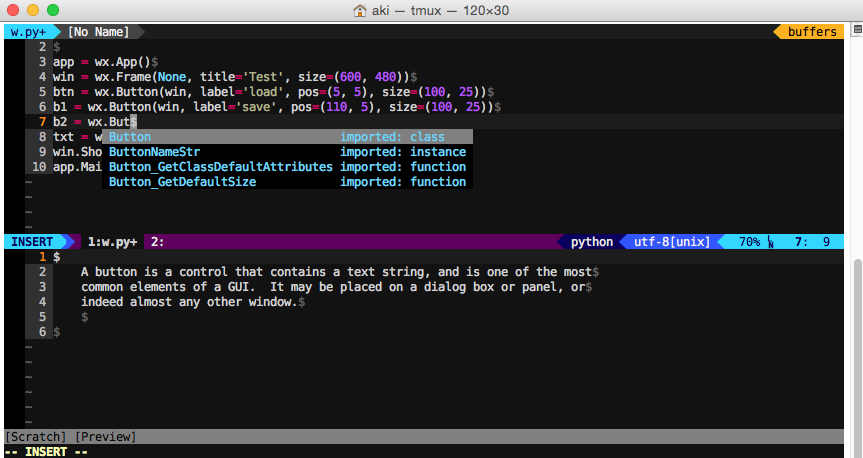 aki — tmux — 120×30
w.py+ [No Name] buffers
2 $
3 app = wx.App()$
4 win = wx.Frame(None, title='Test', size=(600, 480))$
5 btn = wx.Button(win, label='load', pos=(5, 5), size=(100, 25))$
6 b1 = wx.Button(win, label='save', pos=(110, 5), size=(100, 25))$
7 b2 = wx.But$
8 txt = w Button imported: class
9 win.Sho ButtonNameStr imported: instance
10 app.Mai Button_GetClassDefaultAttributes imported: function
~ Button_GetDefaultSize imported: function
~
~
~
INSERT 1:w.py+ 2: python utf-8[unix] 70% 7: 9
1 $
2 A button is a control that contains a text string, and is one of the most$
3 common elements of a GUI.  It may be placed on a dialog box or panel, or$
4 indeed almost any other window.$
5 $
6 $
~
~
~
~
~
~
[Scratch] [Preview]
-- INSERT --